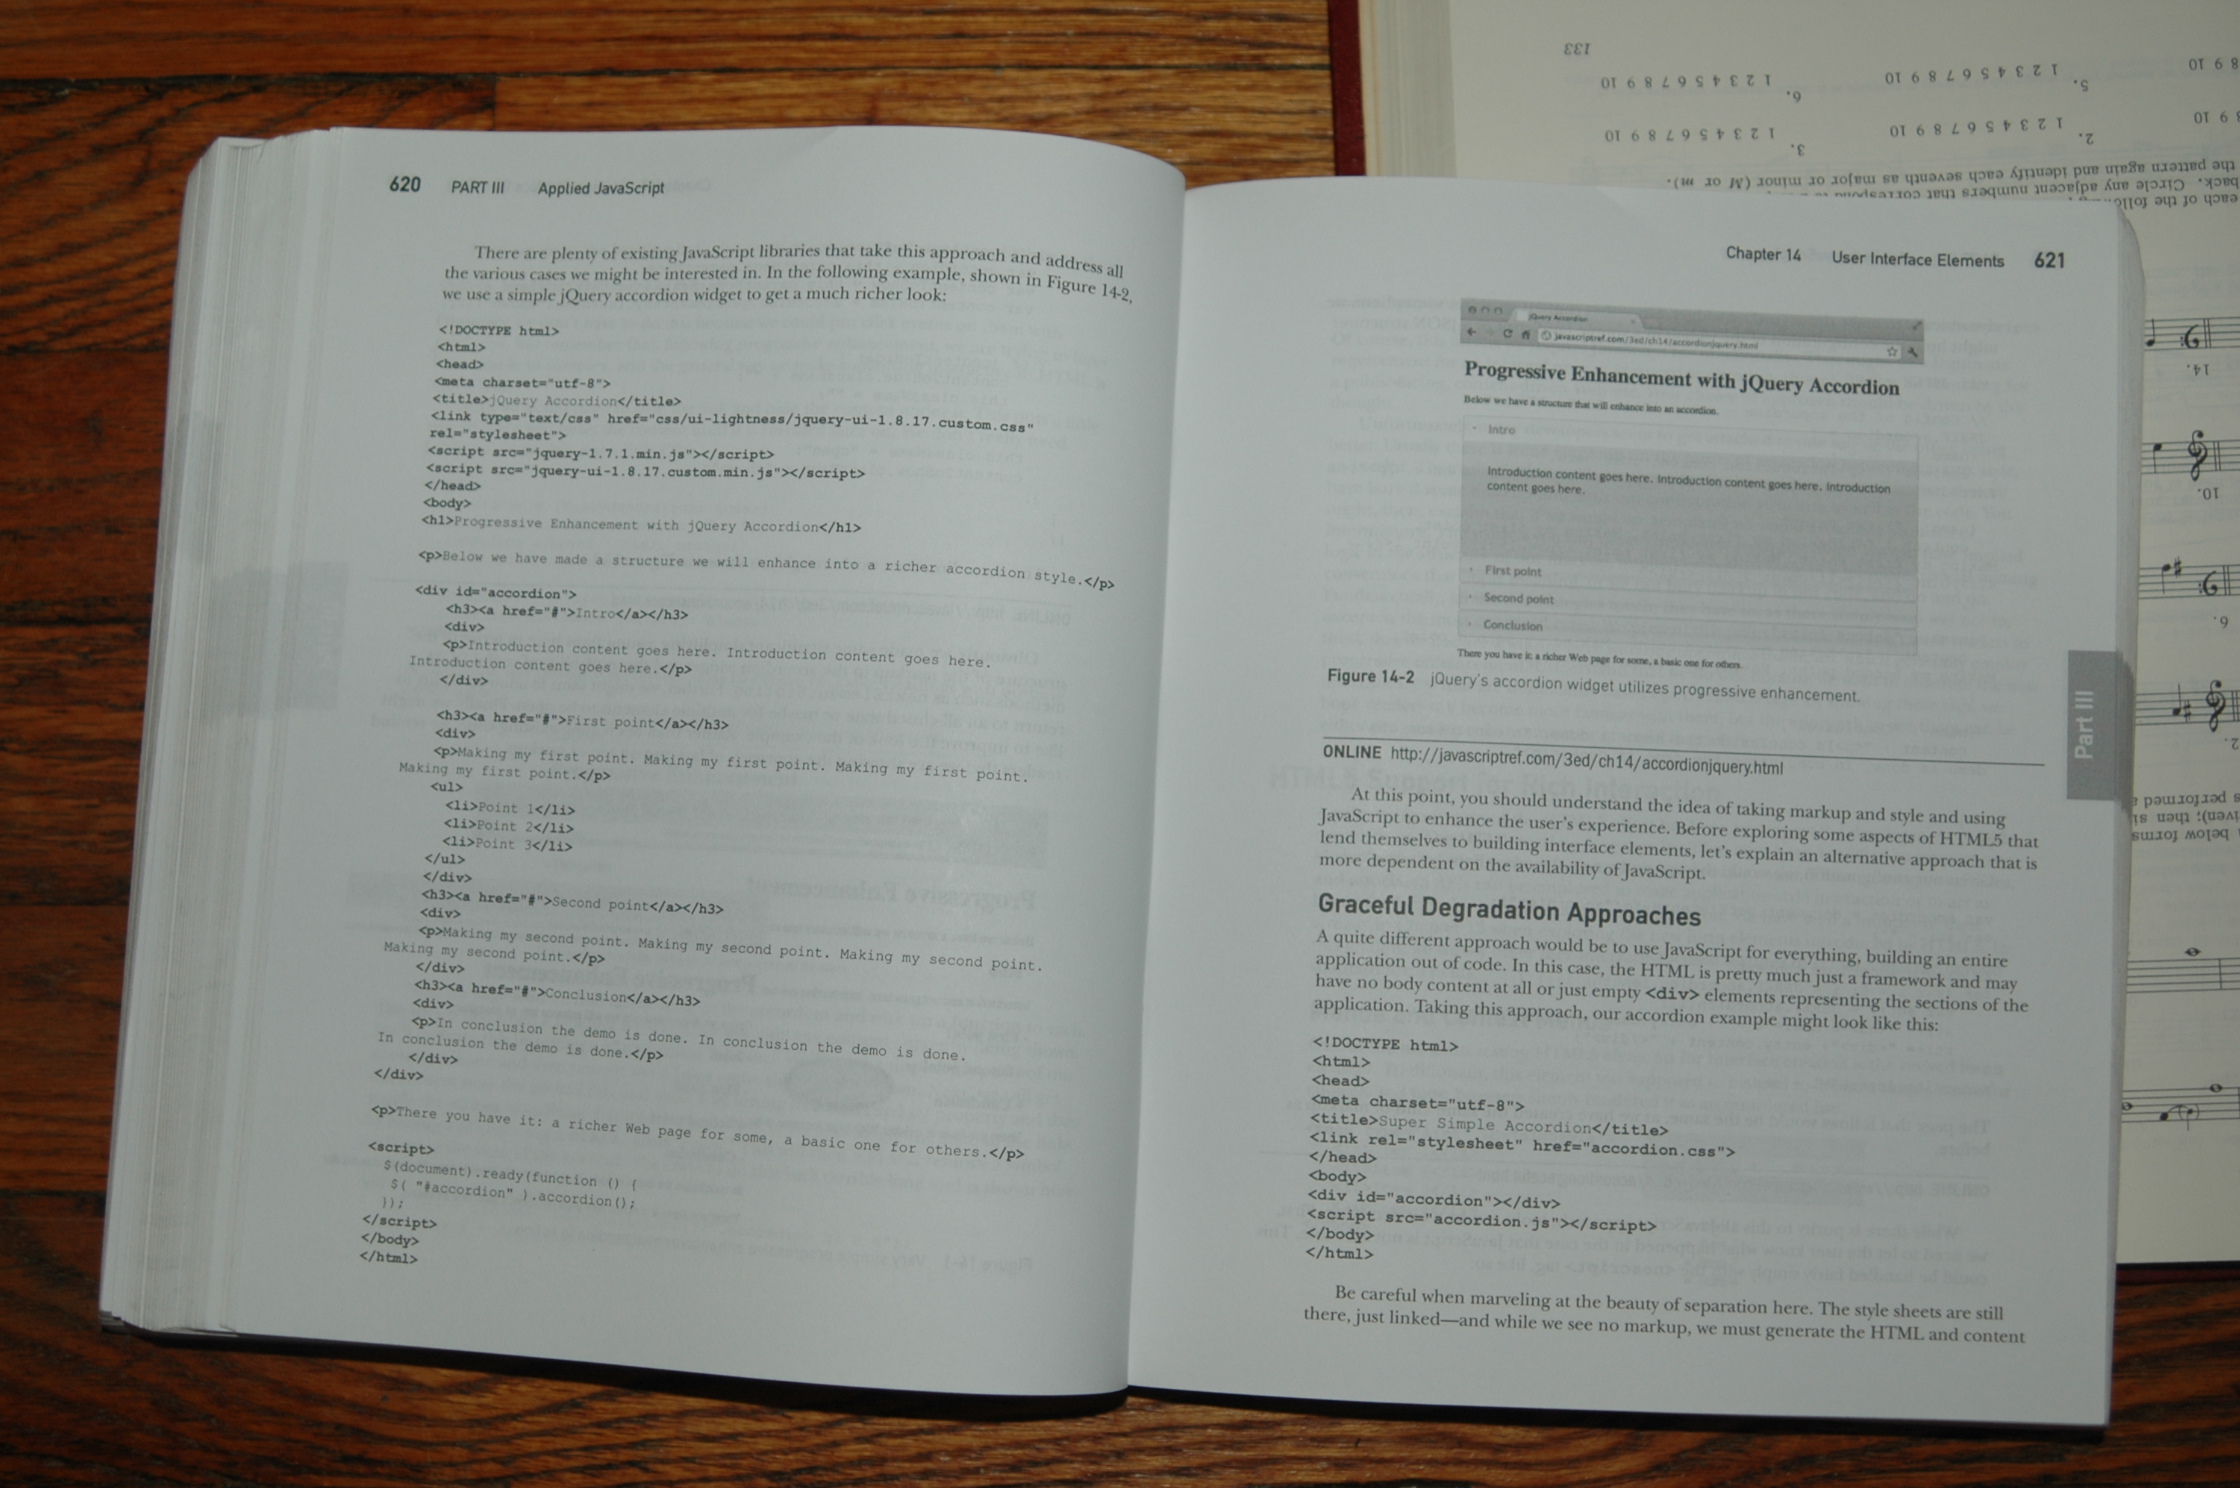 620 PART III Applied JavaScript
There are plenty of existing JavaScript libraries that take this approach and address all
the various cases we might be interested in. In the following example, shown in Figure 14-2,
we use a simple jQuery accordion widget to get a much richer look:
<!DOCTYPE html>
<html>
<head>
<meta charset="utf-8">
<title>jQuery Accordion</title>
<link type="text/css" href="css/ui-lightness/jquery-ui-1.8.17.custom.css"
rel="stylesheet">
<script src="jquery-1.7.1.min.js"></script>
<script src="jquery-ui-1.8.17.custom.min.js"></script>
</head>
<body>
<h1>Progressive Enhancement with jQuery Accordion</h1>
<p>Below we have made a structure we will enhance into a richer accordion style.</p>
<div id="accordion">
<h3><a href="#">Intro</a></h3>
<div>
<p>Introduction content goes here. Introduction content goes here.
Introduction content goes here.</p>
</div>
<h3><a href="#">First point</a></h3>
<div>
<p>Making my first point. Making my first point. Making my first point.
Making my first point.</p>
<ul>
<li>Point 1</li>
<li>Point 2</li>
<li>Point 3</li>
</ul>
</div>
<h3><a href="#">Second point</a></h3>
<div>
<p>Making my second point. Making my second point. Making my second point.
Making my second point.</p>
</div>
<h3><a href="#">Conclusion</a></h3>
<div>
<p>In conclusion the demo is done. In conclusion the demo is done.
In conclusion the demo is done.</p>
</div>
</div>
<p>There you have it: a richer Web page for some, a basic one for others.</p>
<script>
$(document).ready(function () {
$( "#accordion" ).accordion();
});
</script>
</body>
</html>
Chapter 14 User Interface Elements 621
jQuery Accordion
javascriptref.com/3ed/ch14/accordionjquery.html
Progressive Enhancement with jQuery Accordion
Below we have a structure that will enhance into an accordion.
Intro
Introduction content goes here. Introduction content goes here. Introduction
content goes here.
First point
Second point
Conclusion
There you have it: a richer Web page for some, a basic one for others.
Figure 14-2 jQuery's accordion widget utilizes progressive enhancement.
Part III
ONLINE http://javascriptref.com/3ed/ch14/accordionjquery.html
At this point, you should understand the idea of taking markup and style and using
JavaScript to enhance the user's experience. Before exploring some aspects of HTML5 that
lend themselves to building interface elements, let's explain an alternative approach that is
more dependent on the availability of JavaScript.
Graceful Degradation Approaches
A quite different approach would be to use JavaScript for everything, building an entire
application out of code. In this case, the HTML is pretty much just a framework and may
have no body content at all or just empty <div> elements representing the sections of the
application. Taking this approach, our accordion example might look like this:
<!DOCTYPE html>
<html>
<head>
<meta charset="utf-8">
<title>Super Simple Accordion</title>
<link rel="stylesheet" href="accordion.css">
</head>
<body>
<div id="accordion"></div>
<script src="accordion.js"></script>
</body>
</html>
Be careful when marveling at the beauty of separation here. The style sheets are still
there, just linked—and while we see no markup, we must generate the HTML and content
below forms
iven); then si
s performed
2.
6.
10.
14.
each of the
back. Circle any adjacent numbers that correspond
the pattern again and identify each seventh as major or minor (M or m).
8 9 10
2. 1 2 3 4 5 6 7 8 9 10
3. 1 2 3 4 5 6 7 8 9 10
8 9 10
5. 1 2 3 4 5 6 7 8 9 10
6. 1 2 3 4 5 6 7 8 9 10
133